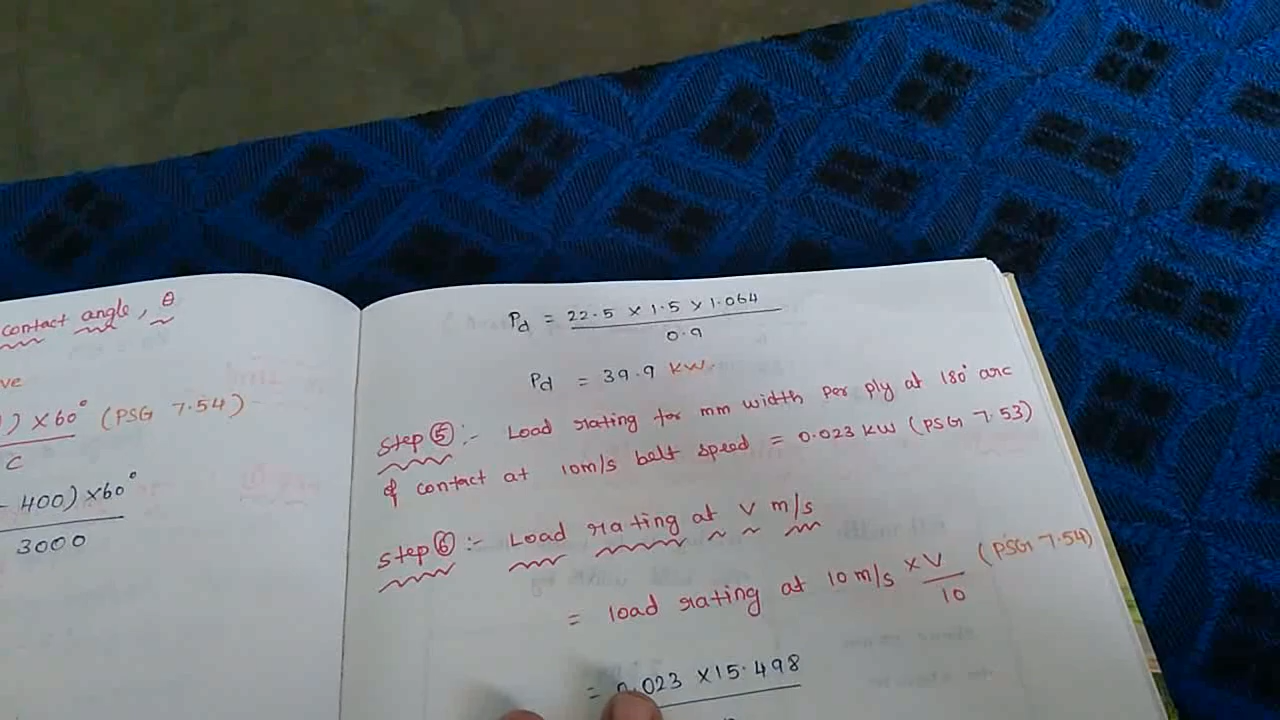 contact angle, θ
ve
) x60° (PSG 7.54)
C
- 400) x60°
3000
Pd = 22.5 x 1.5 x 1.064
0.9
Pd = 39.9 KW.
Step ⑤:- Load rating for mm width per ply at 180° arc
of contact at 10m/s belt speed = 0.023 KW (PSG 7.53)
Step ⑥:- Load rating at V m/s
= load rating at 10 m/s x V (PSG 7.54)
10
= 0.023 x 15.498